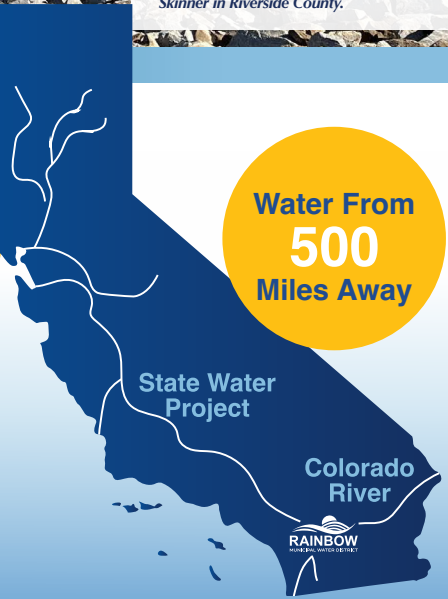 Skinner in Riverside County.
Water From
500
Miles Away
State Water
Project
Colorado
River
RAINBOW
MUNICIPAL WATER DISTRICT